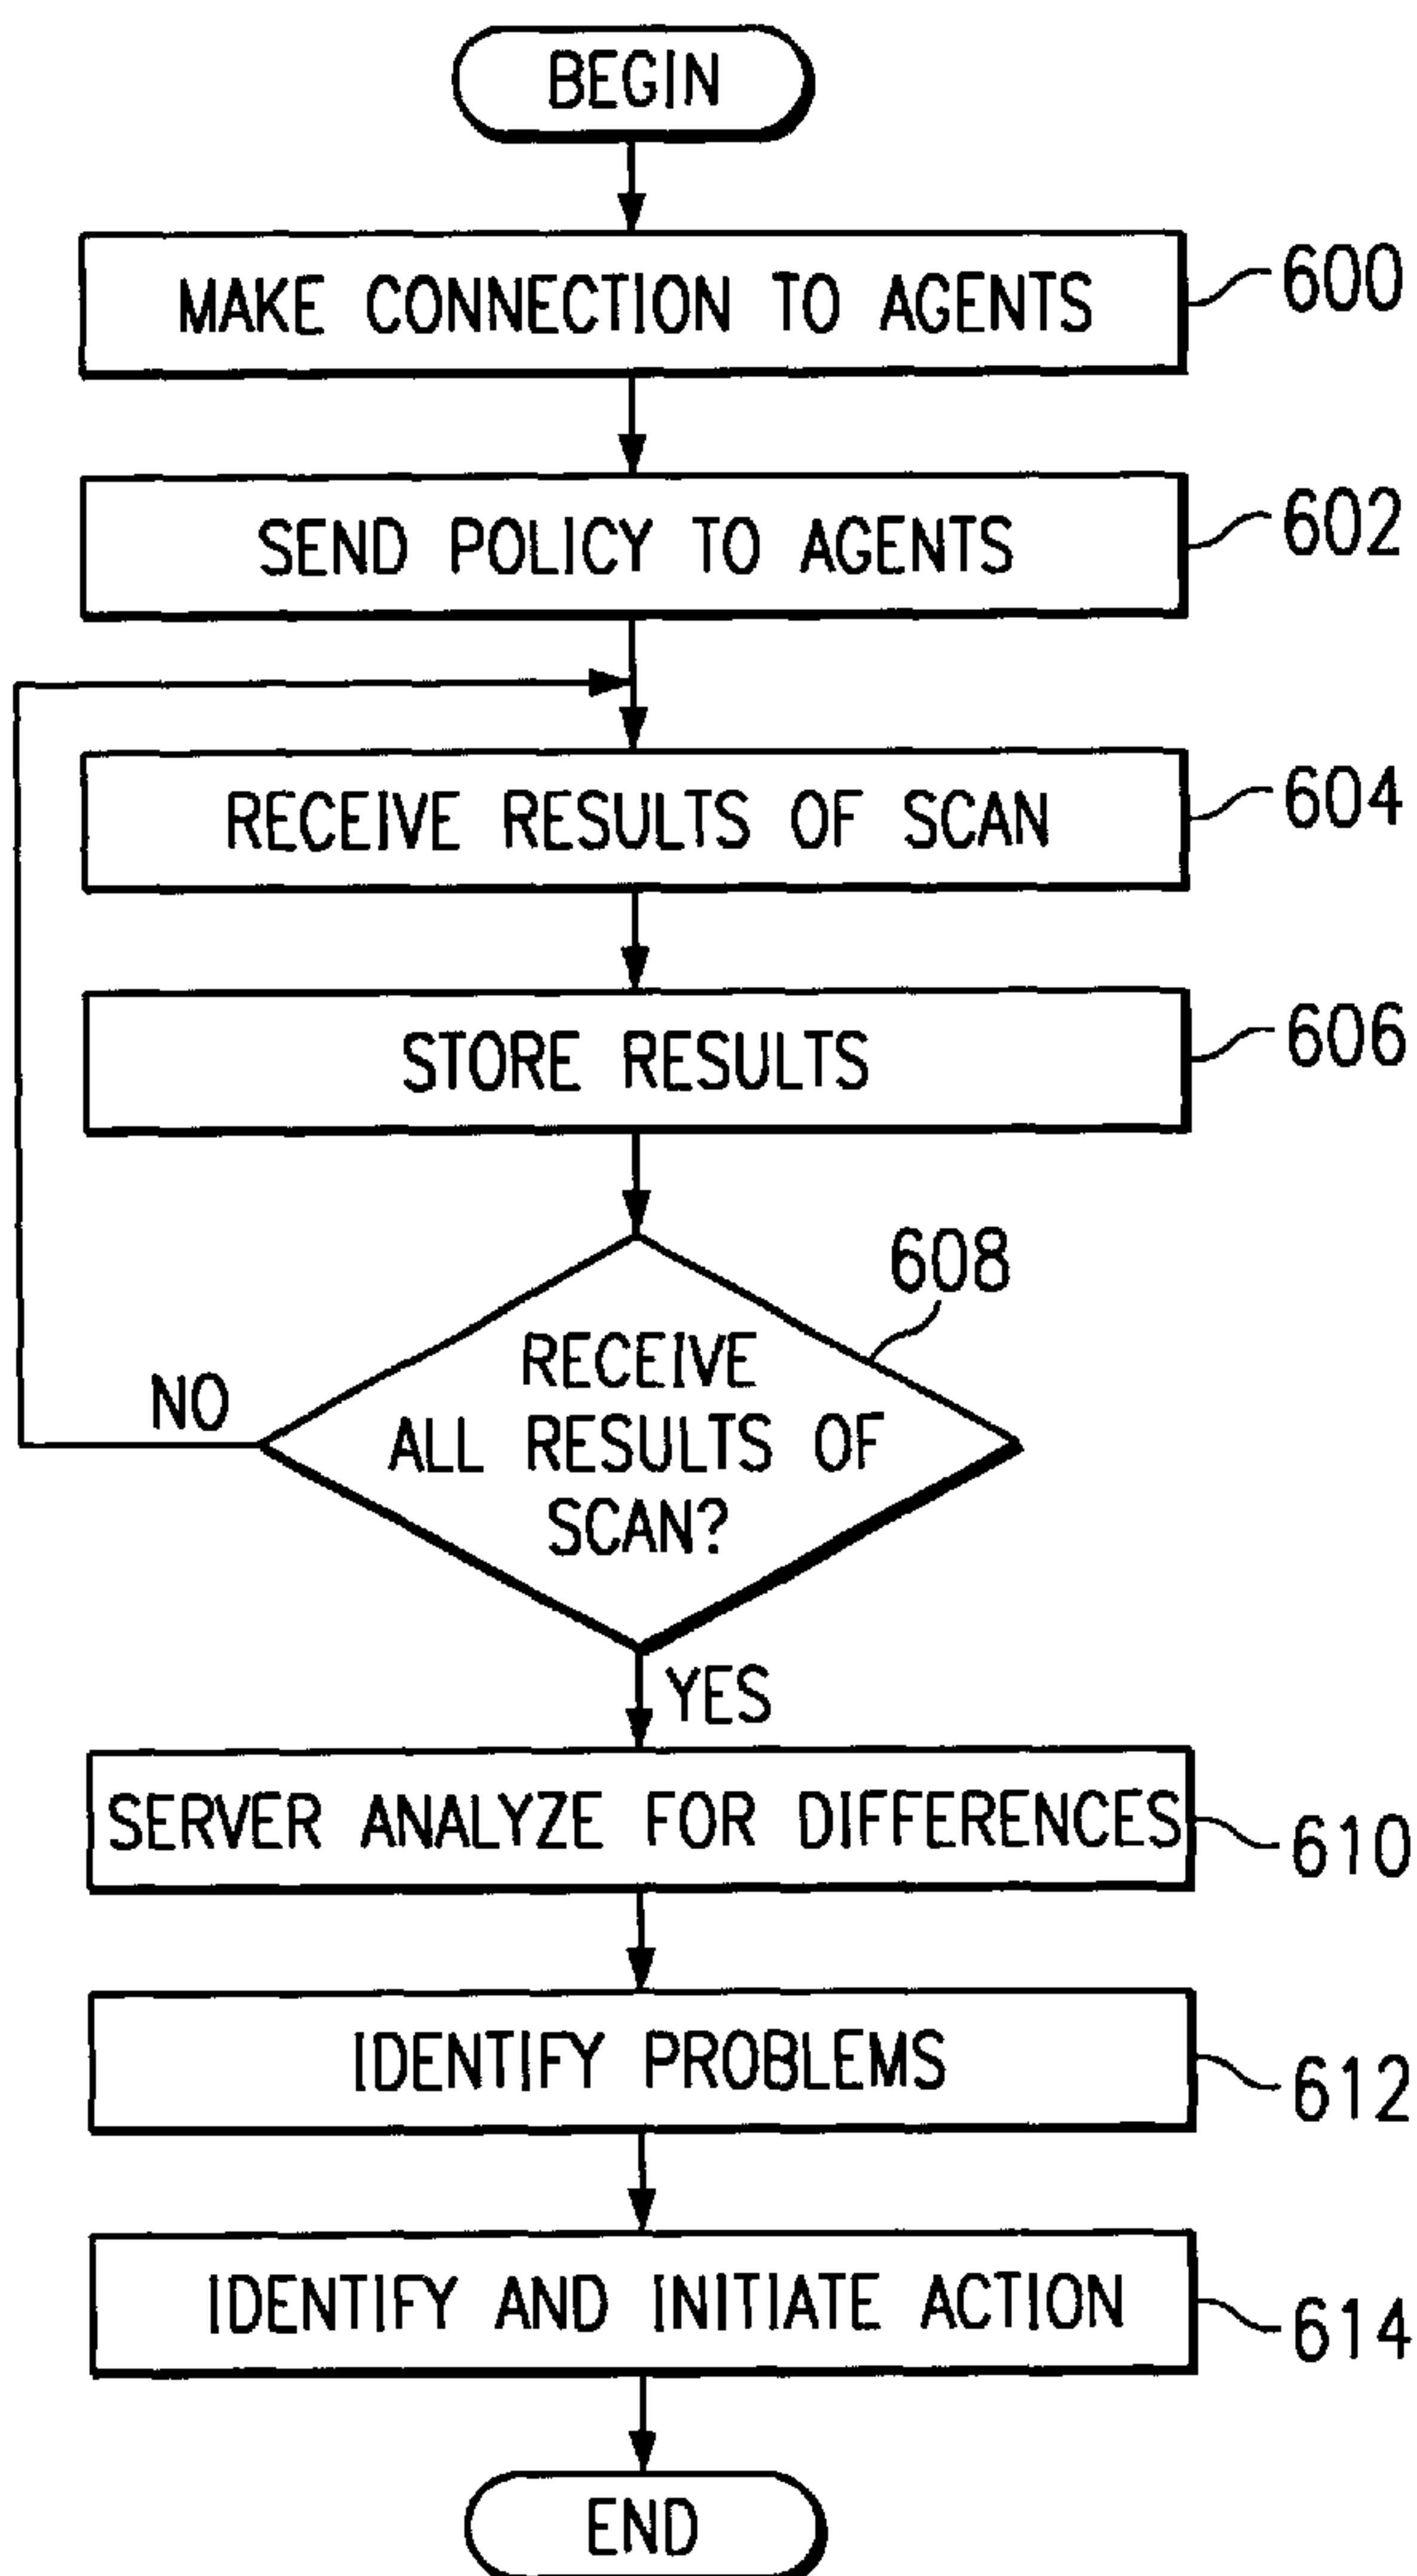 BEGIN
MAKE CONNECTION TO AGENTS
600
SEND POLICY TO AGENTS
602
RECEIVE RESULTS OF SCAN
604
STORE RESULTS
606
608
RECEIVE
ALL RESULTS OF
SCAN?
NO
YES
SERVER ANALYZE FOR DIFFERENCES
610
IDENTIFY PROBLEMS
612
IDENTIFY AND INITIATE ACTION
614
END